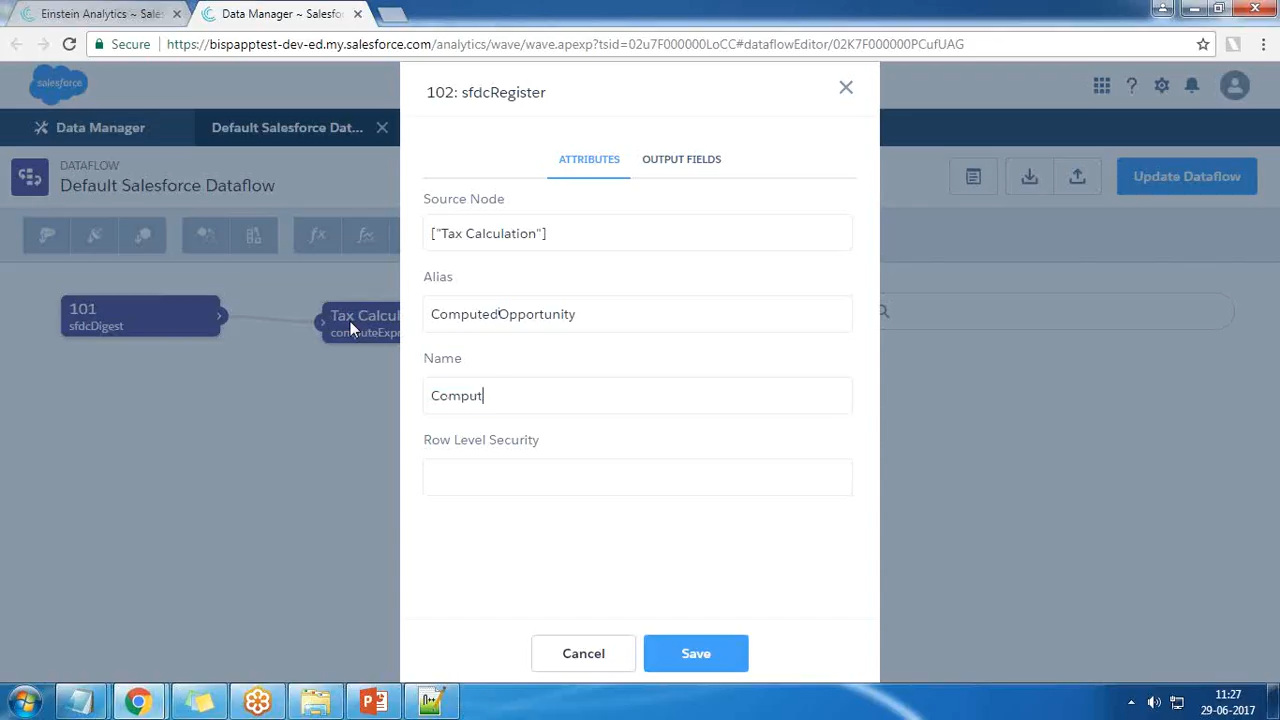 Einstein Analytics ~ Sale
Data Manager ~ Salesfor
Secure
https://bispapptest-dev-ed.my.salesforce.com/analytics/wave/wave.apexp?tsid=02u7F000000LoCC#dataflowEditor/02K7F000000PCufUAG
salesforce
Data Manager
Default Salesforce Dat...
DATAFLOW
Default Salesforce Dataflow
Update Dataflow
101
sfdcDigest
Tax Calcul
computeExpre
102: sfdcRegister
ATTRIBUTES
OUTPUT FIELDS
Source Node
["Tax Calculation"]
Alias
ComputedOpportunity
Name
Comput
Row Level Security
Cancel
Save
11:27
29-06-2017